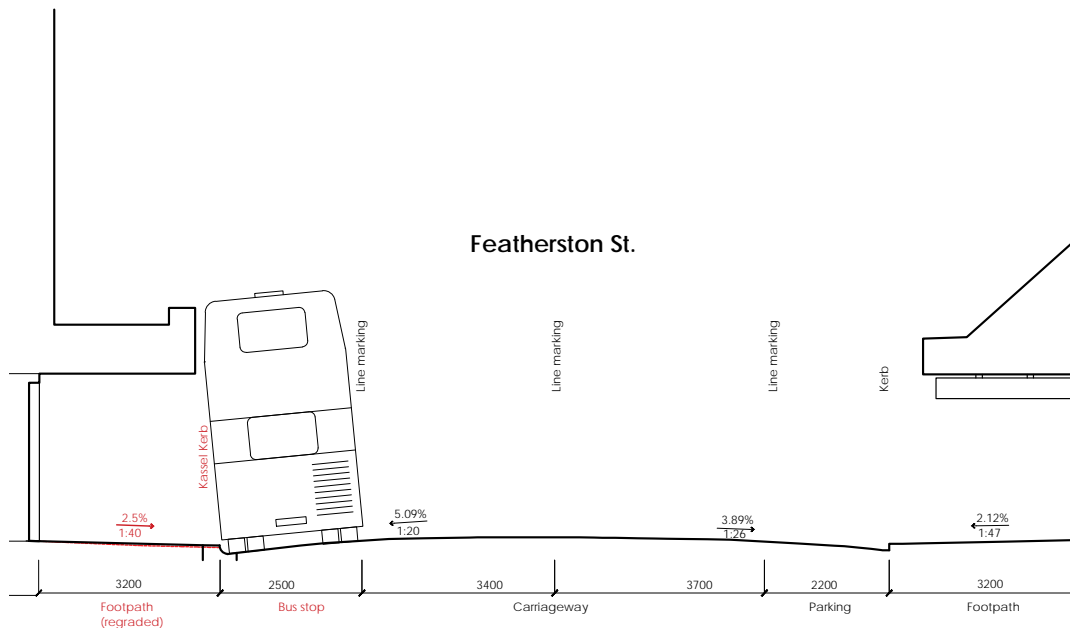 Featherston St.
Line marking
Line marking
Line marking
Kerb
Kassel Kerb
2.5%
1:40
5.09%
1:20
3.89%
1:26
2.12%
1:47
3200
2500
3400
3700
2200
3200
Footpath
(regraded)
Bus stop
Carriageway
Parking
Footpath